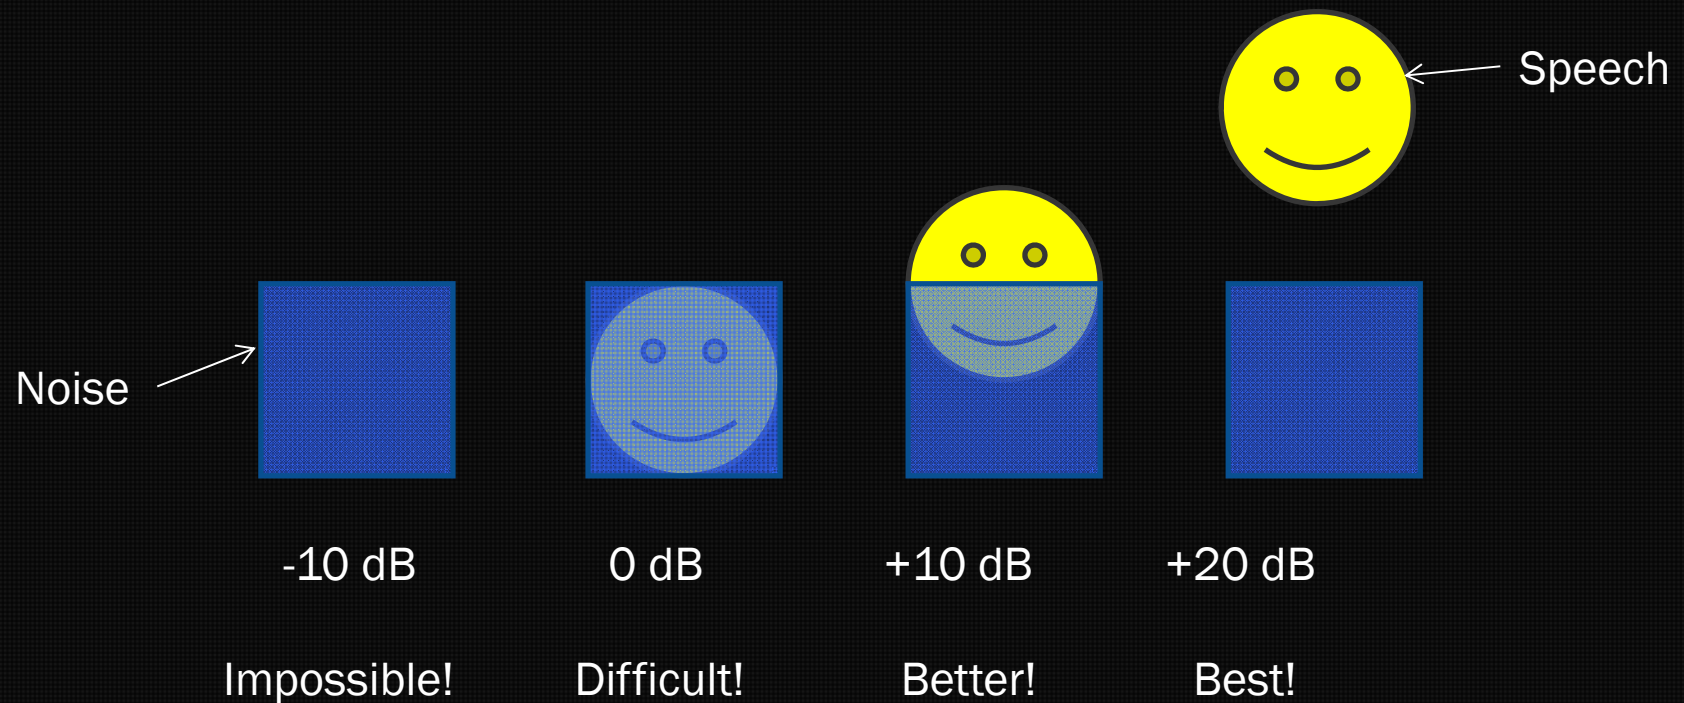 Speech
Noise
-10 dB
0 dB
+10 dB
+20 dB
Impossible!
Difficult!
Better!
Best!